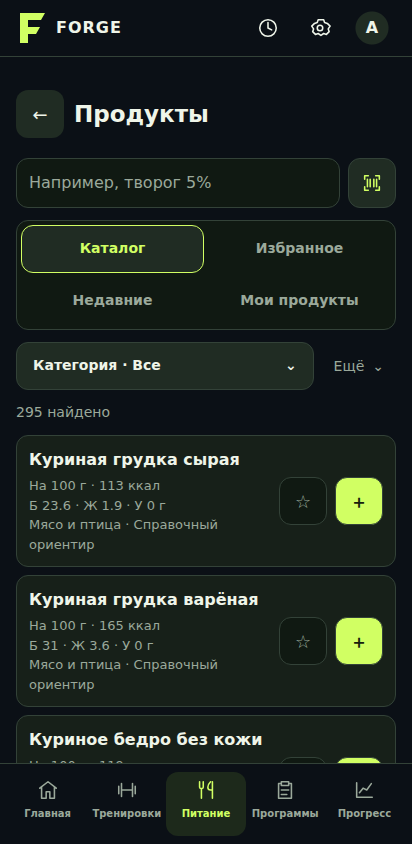 FORGE
A
← Продукты
Например, творог 5%
Каталог
Избранное
Недавние
Мои продукты
Категория · Все
Ещё
295 найдено
Куриная грудка сырая
На 100 г · 113 ккал
Б 23.6 · Ж 1.9 · У 0 г
Мясо и птица · Справочный
ориентир
☆ +
Куриная грудка варёная
На 100 г · 165 ккал
Б 31 · Ж 3.6 · У 0 г
Мясо и птица · Справочный
ориентир
☆ +
Куриное бедро без кожи
Главная
Тренировки
Питание
Программы
Прогресс